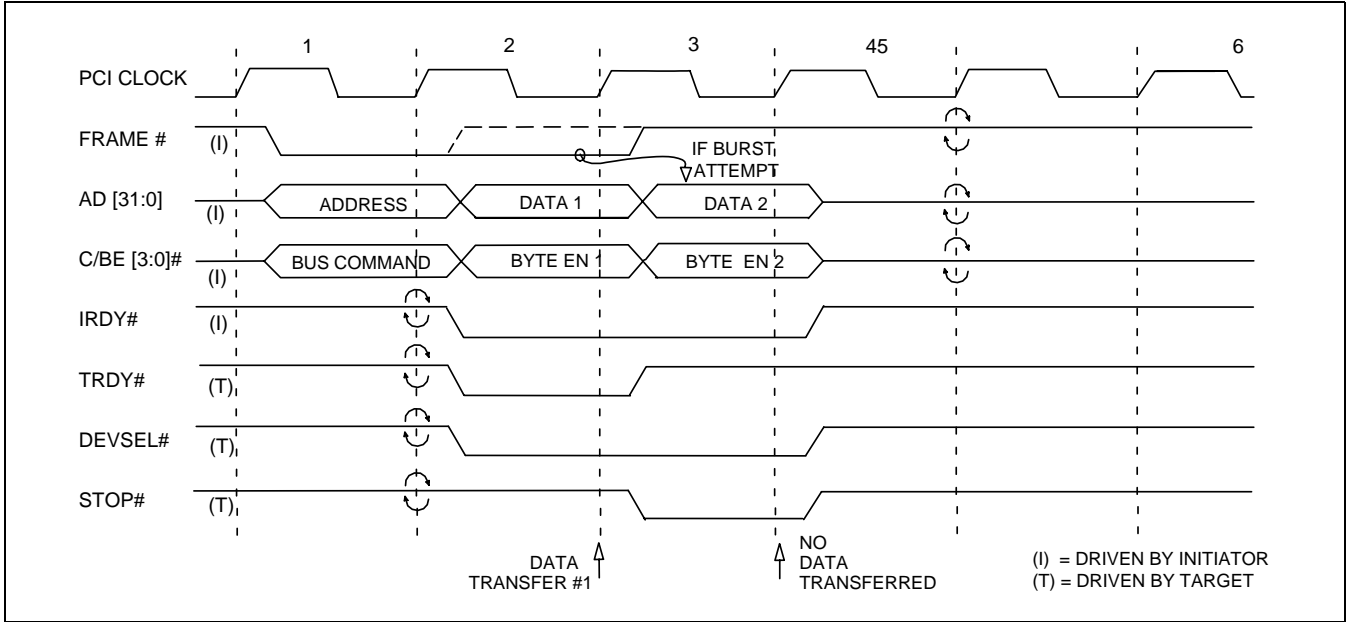 1 2 3 45 6
PCI CLOCK
FRAME # (I)
IF BURST
ATTEMPT
AD [31:0] (I) ADDRESS DATA 1 DATA 2
C/BE [3:0]# (I) BUS COMMAND BYTE EN 1 BYTE EN 2
IRDY# (I)
TRDY# (T)
DEVSEL# (T)
STOP# (T)
DATA
TRANSFER #1
NO
DATA
TRANSFERRED
(I) = DRIVEN BY INITIATOR
(T) = DRIVEN BY TARGET